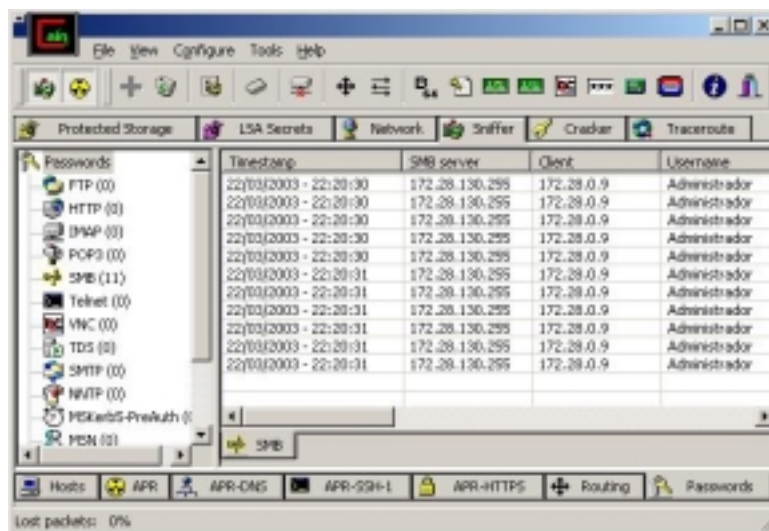 Cain
File View Configure Tools Help
Protected Storage LSA Secrets Network Sniffer Cracker Traceroute
Passwords
FTP (0)
HTTP (0)
IMAP (0)
POP3 (0)
SMB (11)
Telnet (0)
VNC (0)
TDS (0)
SMTP (0)
NNTP (0)
MSKerb5-PreAuth (
MSN (0)
Timestamp SMB server Client Username
22/03/2003 - 22:20:30 172.28.130.255 172.28.0.9 Administrador
22/03/2003 - 22:20:30 172.28.130.255 172.28.0.9 Administrador
22/03/2003 - 22:20:30 172.28.130.255 172.28.0.9 Administrador
22/03/2003 - 22:20:30 172.28.130.255 172.28.0.9 Administrador
22/03/2003 - 22:20:30 172.28.130.255 172.28.0.9 Administrador
22/03/2003 - 22:20:31 172.28.130.255 172.28.0.9 Administrador
22/03/2003 - 22:20:31 172.28.130.255 172.28.0.9 Administrador
22/03/2003 - 22:20:31 172.28.130.255 172.28.0.9 Administrador
22/03/2003 - 22:20:31 172.28.130.255 172.28.0.9 Administrador
22/03/2003 - 22:20:31 172.28.130.255 172.28.0.9 Administrador
22/03/2003 - 22:20:31 172.28.130.255 172.28.0.9 Administrador
SMB
Hosts APR APR-DNS APR-SSH-1 APR-HTTPS Routing Passwords
Lost packets: 0%